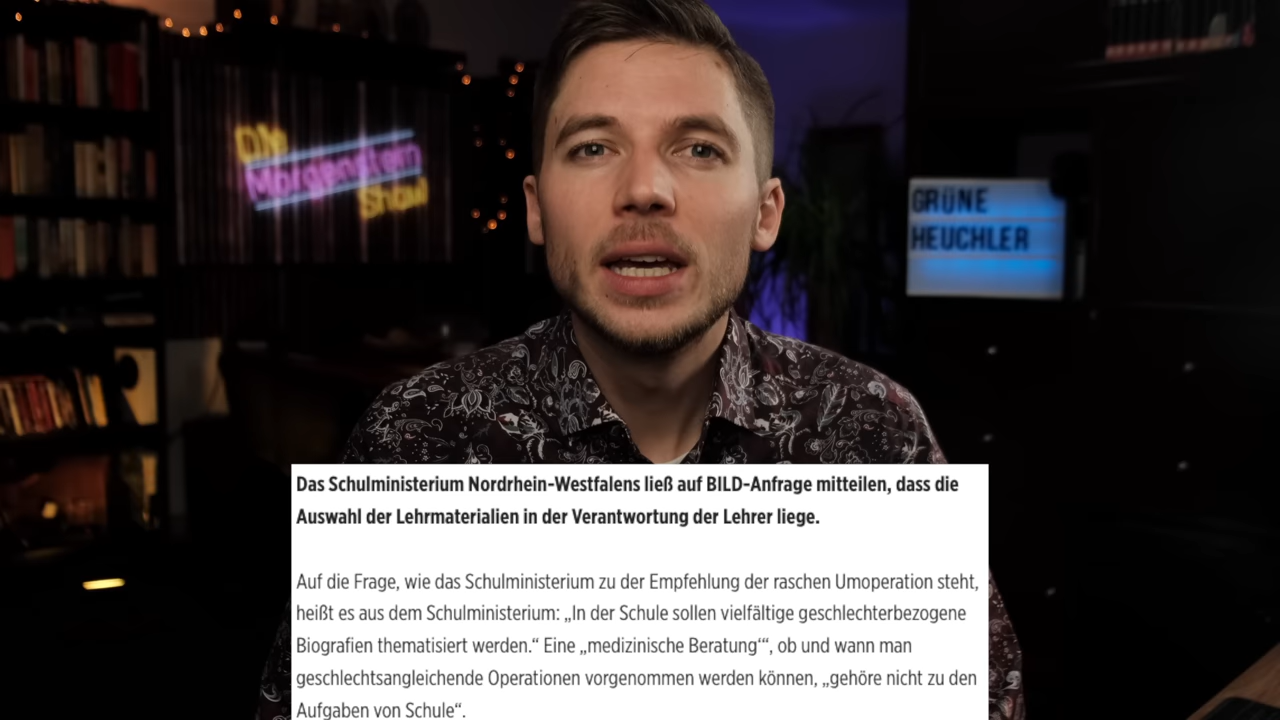 Die
Morgenstern
Show
GRÜNE
HEUCHLER
Das Schulministerium Nordrhein-Westfalens ließ auf BILD-Anfrage mitteilen, dass die
Auswahl der Lehrmaterialien in der Verantwortung der Lehrer liege.
Auf die Frage, wie das Schulministerium zu der Empfehlung der raschen Umoperation steht,
heißt es aus dem Schulministerium: „In der Schule sollen vielfältige geschlechterbezogene
Biografien thematisiert werden.“ Eine „medizinische Beratung‘“, ob und wann man
geschlechtsangleichende Operationen vorgenommen werden können, „gehöre nicht zu den
Aufgaben von Schule“.